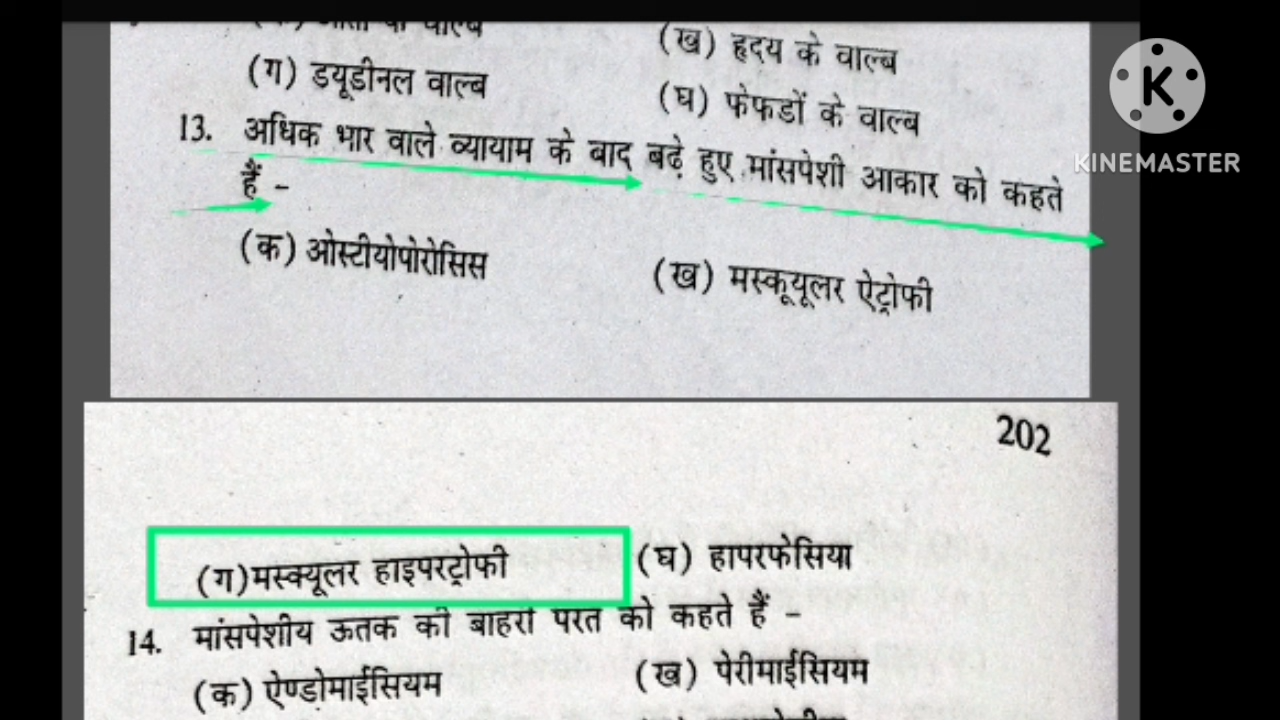 वाल्ब
(ख) हृदय के वाल्ब
(ग) डयूडीनल वाल्ब
(घ) फेफडों के वाल्ब
K
KINEMASTER
13. अधिक भार वाले व्यायाम के बाद बढ़े हुए मांसपेशी आकार को कहते
हैं -
(क) ओस्टीयोपोरोसिस
(ख) मस्कूयूलर ऐट्रोफी
202
(ग) मस्क्यूलर हाइपरट्रोफी
(घ) हापरफेसिया
14. मांसपेशीय ऊतक की बाहरी परत को कहते हैं -
(क) ऐण्डोमाईसियम
(ख) पेरीमाईसियम